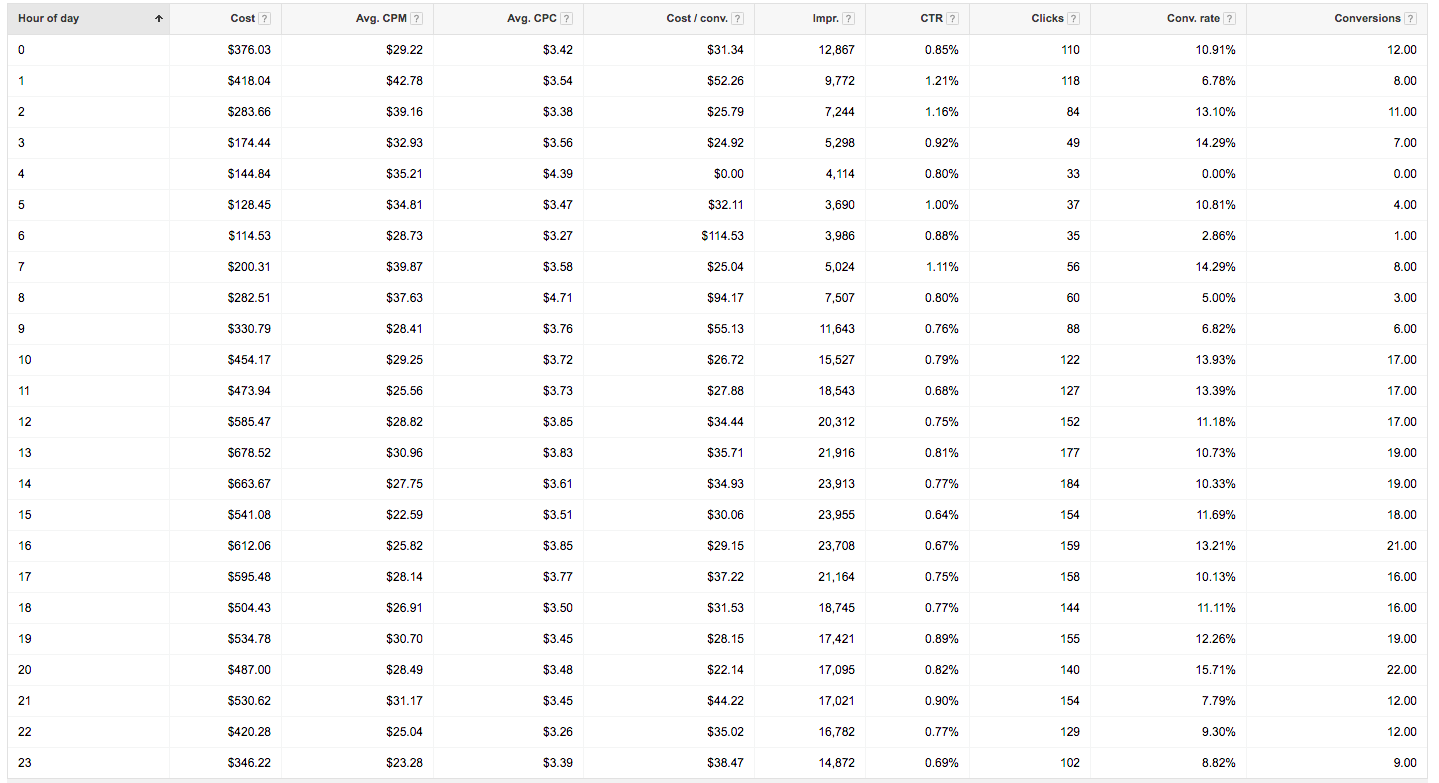 Hour of day ↑ Cost ? Avg. CPM ? Avg. CPC ? Cost / conv. ? Impr. ? CTR ? Clicks ? Conv. rate ? Conversions ?
0 $376.03 $29.22 $3.42 $31.34 12,867 0.85% 110 10.91% 12.00
1 $418.04 $42.78 $3.54 $52.26 9,772 1.21% 118 6.78% 8.00
2 $283.66 $39.16 $3.38 $25.79 7,244 1.16% 84 13.10% 11.00
3 $174.44 $32.93 $3.56 $24.92 5,298 0.92% 49 14.29% 7.00
4 $144.84 $35.21 $4.39 $0.00 4,114 0.80% 33 0.00% 0.00
5 $128.45 $34.81 $3.47 $32.11 3,690 1.00% 37 10.81% 4.00
6 $114.53 $28.73 $3.27 $114.53 3,986 0.88% 35 2.86% 1.00
7 $200.31 $39.87 $3.58 $25.04 5,024 1.11% 56 14.29% 8.00
8 $282.51 $37.63 $4.71 $94.17 7,507 0.80% 60 5.00% 3.00
9 $330.79 $28.41 $3.76 $55.13 11,643 0.76% 88 6.82% 6.00
10 $454.17 $29.25 $3.72 $26.72 15,527 0.79% 122 13.93% 17.00
11 $473.94 $25.56 $3.73 $27.88 18,543 0.68% 127 13.39% 17.00
12 $585.47 $28.82 $3.85 $34.44 20,312 0.75% 152 11.18% 17.00
13 $678.52 $30.96 $3.83 $35.71 21,916 0.81% 177 10.73% 19.00
14 $663.67 $27.75 $3.61 $34.93 23,913 0.77% 184 10.33% 19.00
15 $541.08 $22.59 $3.51 $30.06 23,955 0.64% 154 11.69% 18.00
16 $612.06 $25.82 $3.85 $29.15 23,708 0.67% 159 13.21% 21.00
17 $595.48 $28.14 $3.77 $37.22 21,164 0.75% 158 10.13% 16.00
18 $504.43 $26.91 $3.50 $31.53 18,745 0.77% 144 11.11% 16.00
19 $534.78 $30.70 $3.45 $28.15 17,421 0.89% 155 12.26% 19.00
20 $487.00 $28.49 $3.48 $22.14 17,095 0.82% 140 15.71% 22.00
21 $530.62 $31.17 $3.45 $44.22 17,021 0.90% 154 7.79% 12.00
22 $420.28 $25.04 $3.26 $35.02 16,782 0.77% 129 9.30% 12.00
23 $346.22 $23.28 $3.39 $38.47 14,872 0.69% 102 8.82% 9.00